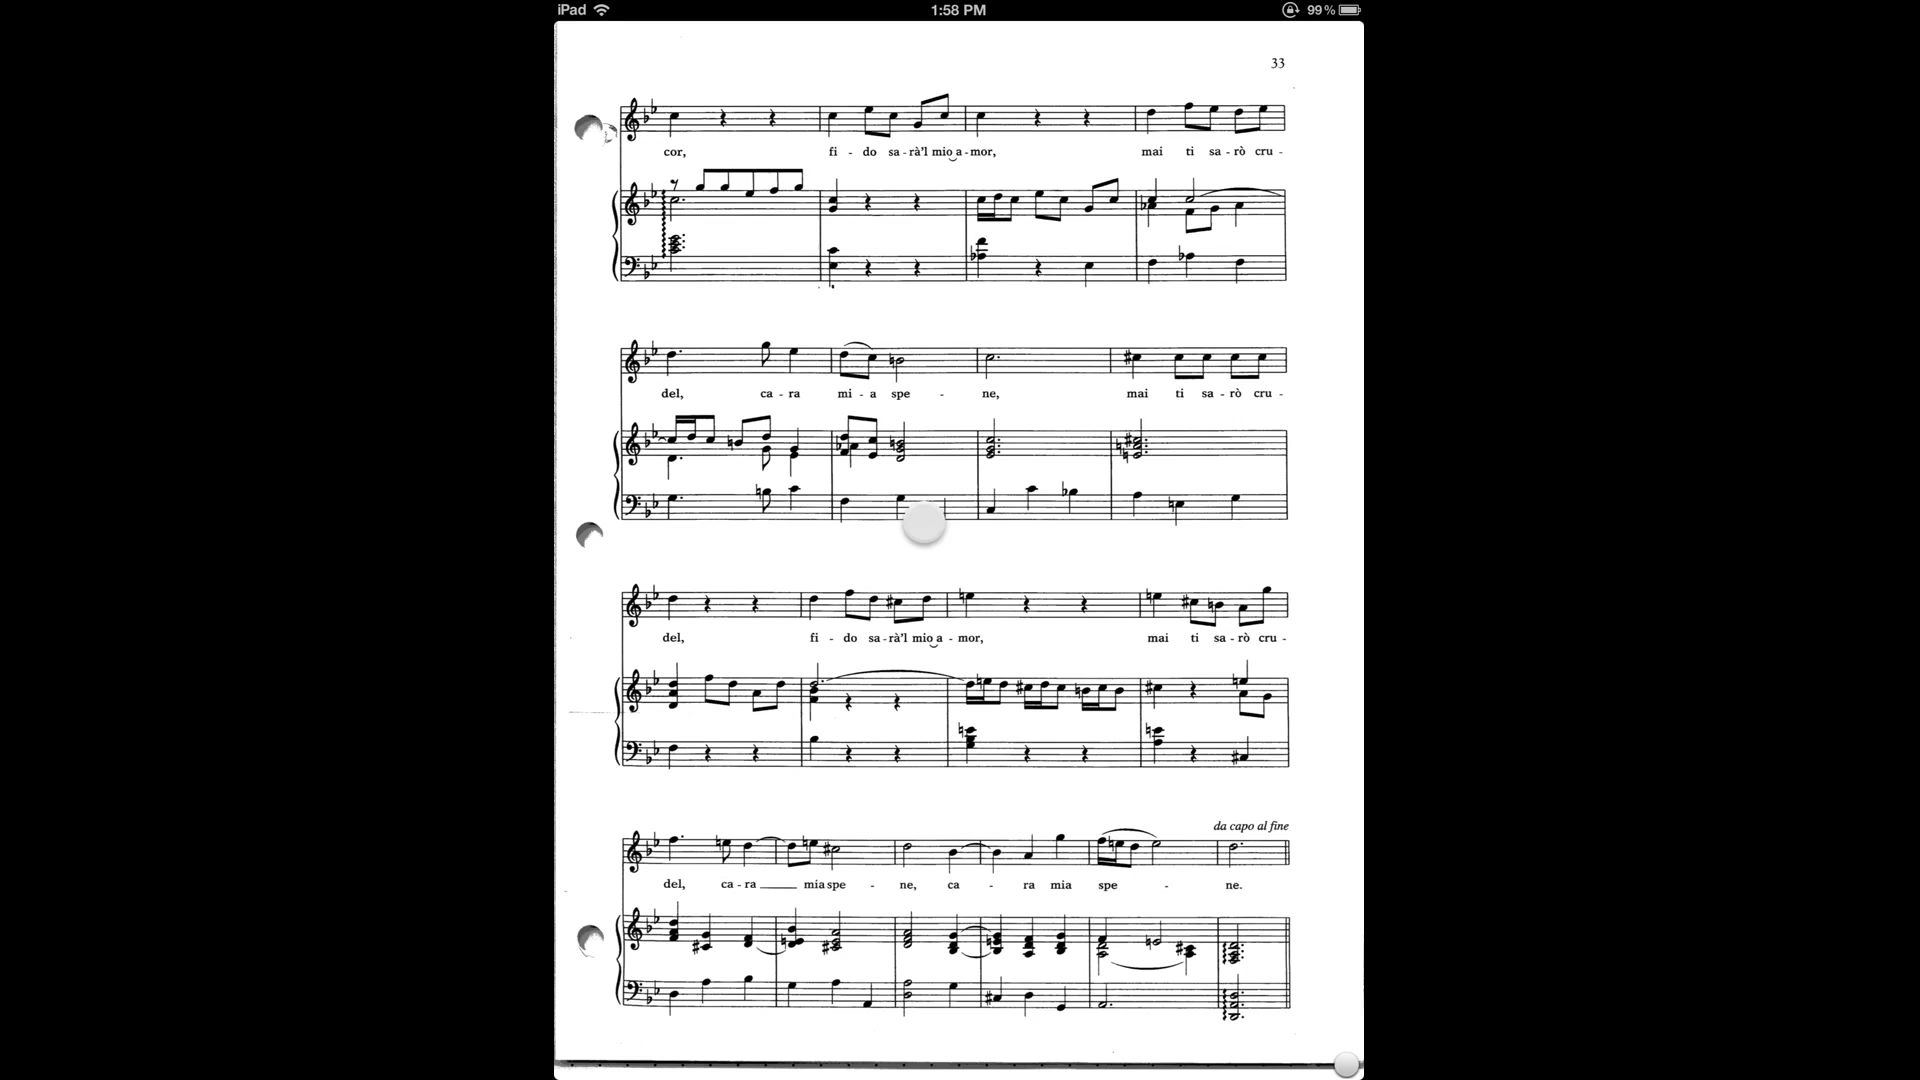 iPad 1:58 PM 99%
33
cor, fi - do sa - rà'l mio a - mor, mai ti sa - rò cru -
del, ca - ra mi - a spe - ne, mai ti sa - rò cru -
del, fi - do sa - rà'l mio a - mor, mai ti sa - rò cru -
da capo al fine
del, ca - ra mia spe - ne, ca - ra mia spe - ne.